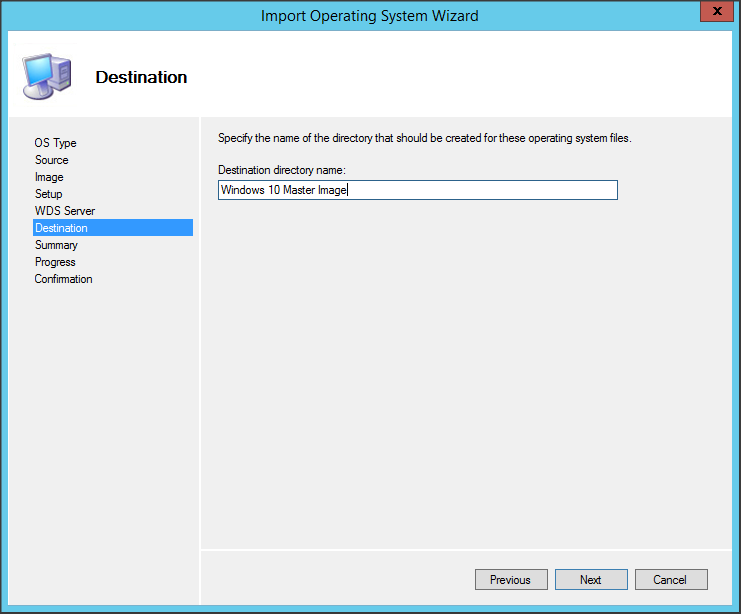 Import Operating System Wizard
x
Destination
OS Type
Source
Image
Setup
WDS Server
Destination
Summary
Progress
Confirmation
Specify the name of the directory that should be created for these operating system files.
Destination directory name:
Windows 10 Master Image
Previous
Next
Cancel